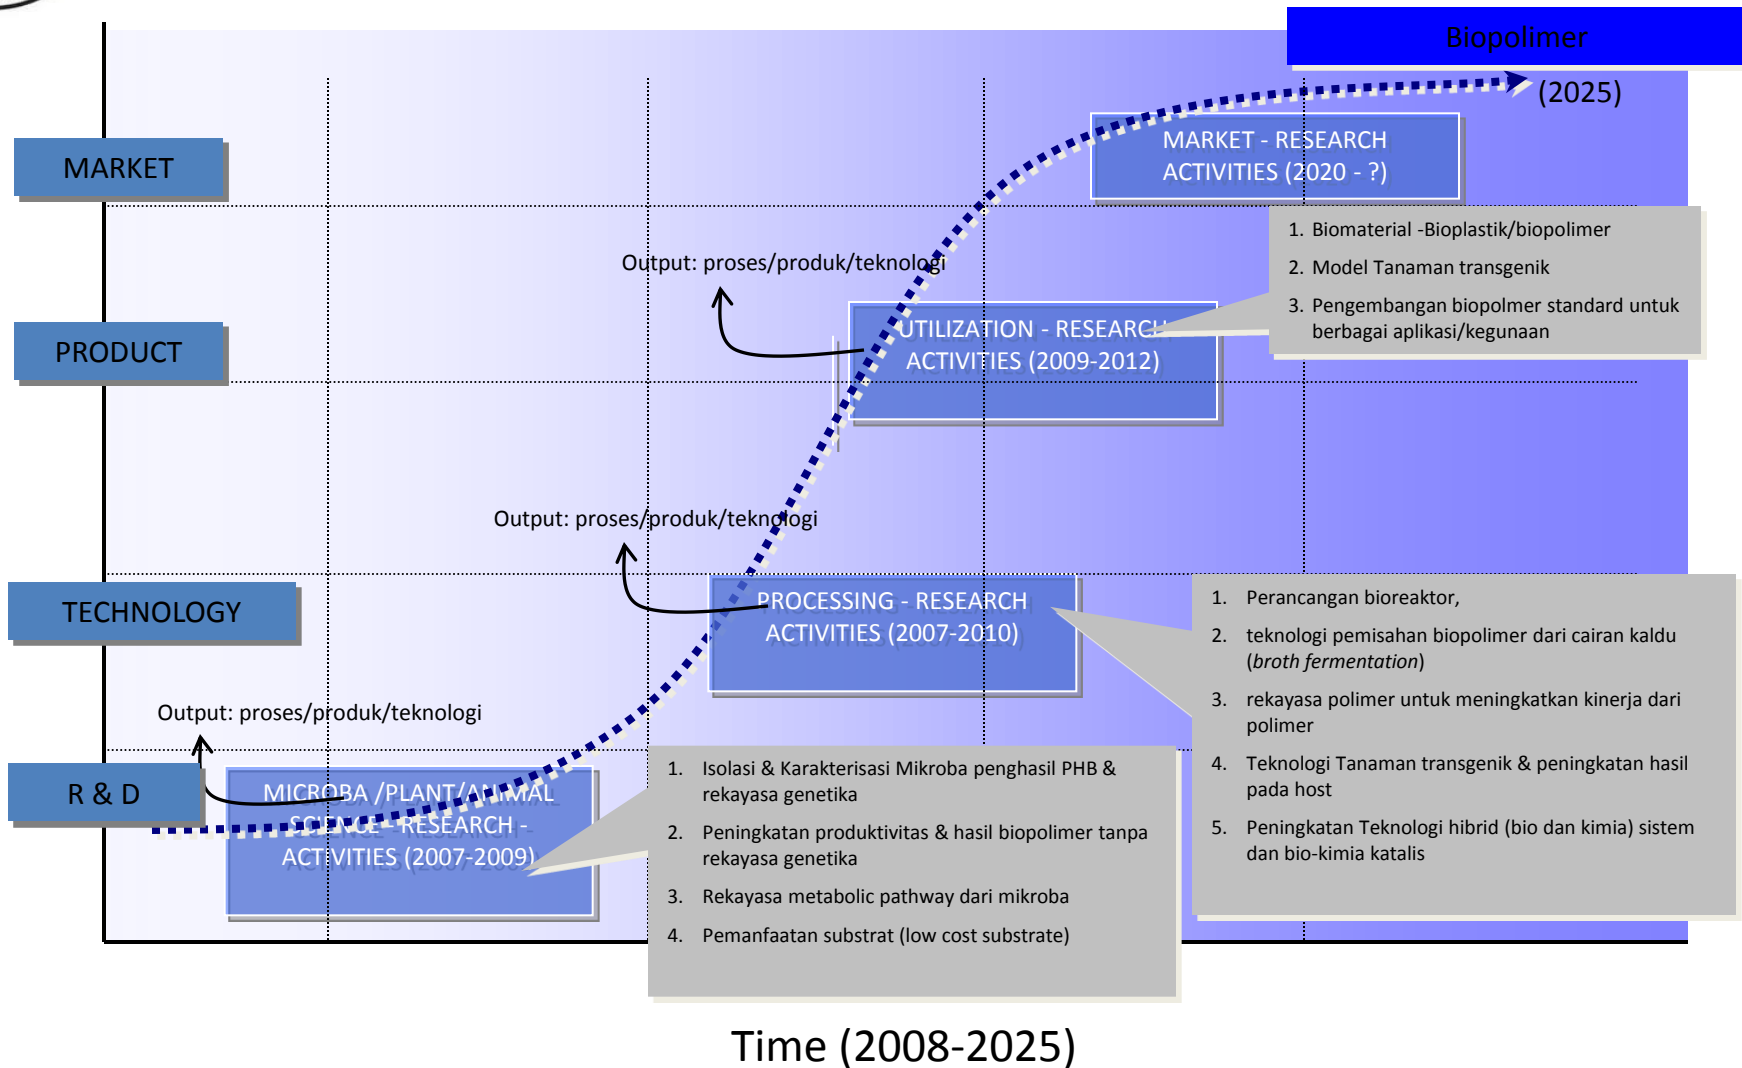 Biopolimer
(2025)
MARKET
MARKET - RESEARCH
ACTIVITIES (2020 - ?)
1. Biomaterial -Bioplastik/biopolimer
2. Model Tanaman transgenik
3. Pengembangan biopolmer standard untuk
berbagai aplikasi/kegunaan
Output: proses/produk/teknologi
PRODUCT
UTILIZATION - RESEARCH
ACTIVITIES (2009-2012)
Output: proses/produk/teknologi
TECHNOLOGY
PROCESSING - RESEARCH
ACTIVITIES (2007-2010)
1. Perancangan bioreaktor,
2. teknologi pemisahan biopolimer dari cairan kaldu
(broth fermentation)
3. rekayasa polimer untuk meningkatkan kinerja dari
polimer
4. Teknologi Tanaman transgenik & peningkatan hasil
pada host
5. Peningkatan Teknologi hibrid (bio dan kimia) sistem
dan bio-kimia katalis
Output: proses/produk/teknologi
R & D
MICROBA /PLANT/ANIMAL
SCIENCE -RESEARCH -
ACTIVITIES (2007-2009)
1. Isolasi & Karakterisasi Mikroba penghasil PHB &
rekayasa genetika
2. Peningkatan produktivitas & hasil biopolimer tanpa
rekayasa genetika
3. Rekayasa metabolic pathway dari mikroba
4. Pemanfaatan substrat (low cost substrate)
Time (2008-2025)